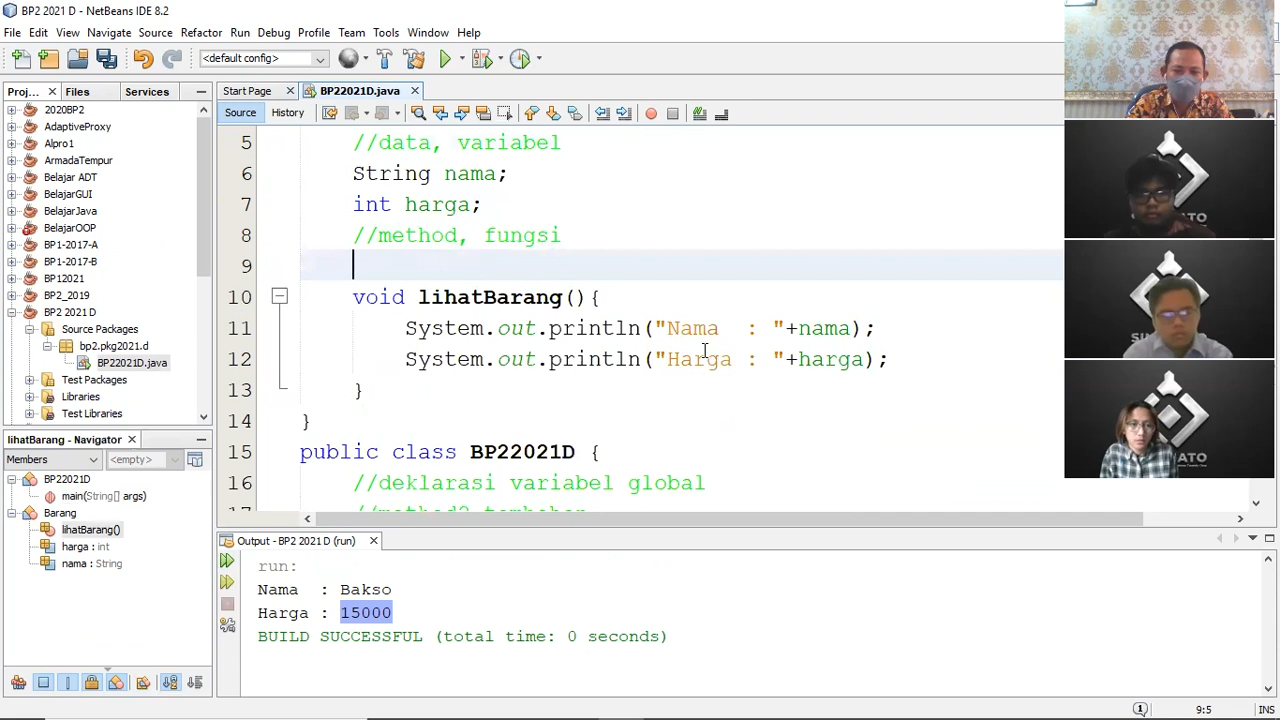 BP2 2021 D - NetBeans IDE 8.2
File Edit View Navigate Source Refactor Run Debug Profile Team Tools Window Help
<default config>
Proj... Files Services
Start Page BP22021D.java
Source History
2020BP2
AdaptiveProxy
Alpro1
ArmadaTempur
Belajar ADT
BelajarGUI
BelajarJava
BelajarOOP
BP1-2017-A
BP1-2017-B
BP12021
BP2_2019
BP2 2021 D
Source Packages
bp2.pkg2021.d
BP22021D.java
Test Packages
Libraries
Test Libraries
5 //data, variabel
6 String nama;
7 int harga;
8 //method, fungsi
9
10 void lihatBarang(){
11 System.out.println("Nama  : "+nama);
12 System.out.println("Harga : "+harga);
13 }
14 }
15 public class BP22021D {
16 //deklarasi variabel global
lihatBarang - Navigator
Members <empty>
BP22021D
main(String[] args)
Barang
lihatBarang()
harga : int
nama : String
Output - BP2 2021 D (run)
run:
Nama  : Bakso
Harga : 15000
BUILD SUCCESSFUL (total time: 0 seconds)
1 9:5 INS